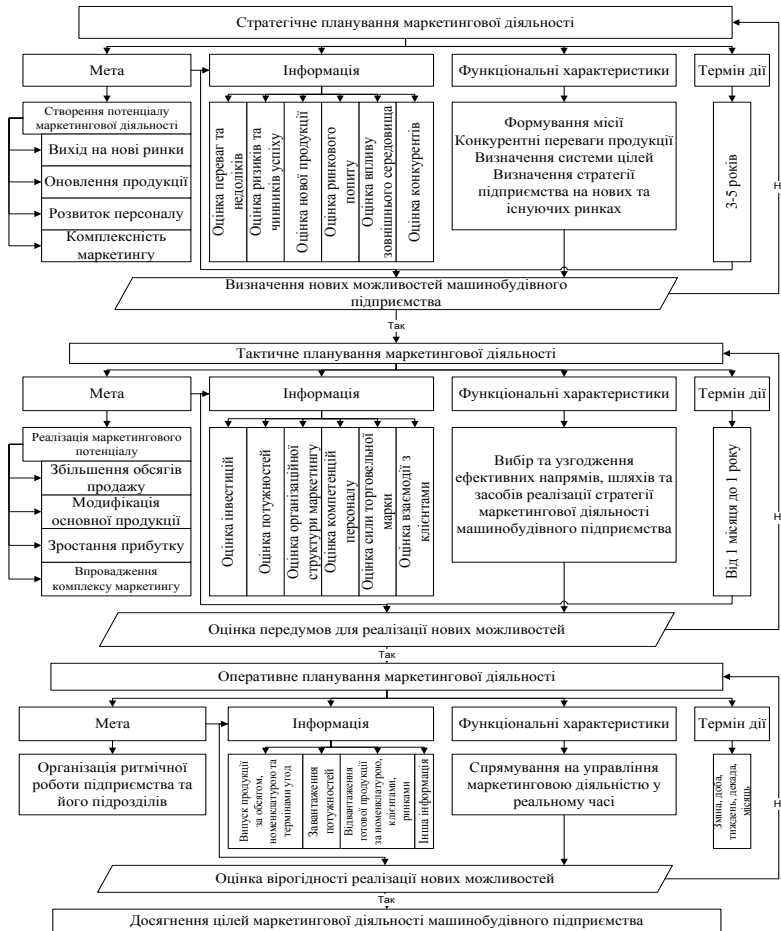 Стратегічне планування маркетингової діяльності
Мета
Інформація
Функціональні характеристики
Термін дії
Створення потенціалу
маркетингової діяльності
Вихід на нові ринки
Оновлення продукції
Розвиток персоналу
Комплексність
маркетингу
Оцінка переваг та
недоліків
Оцінка ризиків та
чинників успіху
Оцінка нової продукції
Оцінка ринкового
попиту
Оцінка впливу
зовнішнього середовища
Оцінка конкурентів
Формування місії
Конкурентні переваги продукції
Визначення системи цілей
Визначення стратегії
підприємства на нових та
існуючих ринках
3-5 років
Н
Визначення нових можливостей машинобудівного
підприємства
Так
Тактичне планування маркетингової діяльності
Мета
Інформація
Функціональні характеристики
Термін дії
Реалізація маркетингового
потенціалу
Збільшення обсягів
продажу
Модифікація
основної продукції
Зростання прибутку
Впровадження
комплексу маркетингу
Оцінка інвестицій
Оцінка потужностей
Оцінка організаційної
структури маркетингу
Оцінка компетенцій
персоналу
Оцінка сили торговельної
марки
Оцінка взаємодії з
клієнтами
Вибір та узгодження
ефективних напрямів, шляхів та
засобів реалізації стратегії
маркетингової діяльності
машинобудівного підприємства
Від 1 місяця до 1 року
Н
Оцінка передумов для реалізації нових можливостей
Так
Оперативне планування маркетингової діяльності
Мета
Інформація
Функціональні характеристики
Термін дії
Організація ритмічної
роботи підприємства та
його підрозділів
Випуск продукції
за обсягом,
номенклатурою та
термінами угод
Завантаження
потужностей
Відвантаження
готової продукції
за номенклатурою,
клієнтами,
ринками
Інша інформація
Спрямування на управління
маркетинговою діяльністю у
реальному часі
Зміна, доба,
тиждень, декада,
місяць
Н
Оцінка вірогідності реалізації нових можливостей
Так
Досягнення цілей маркетингової діяльності машинобудівного підприємства